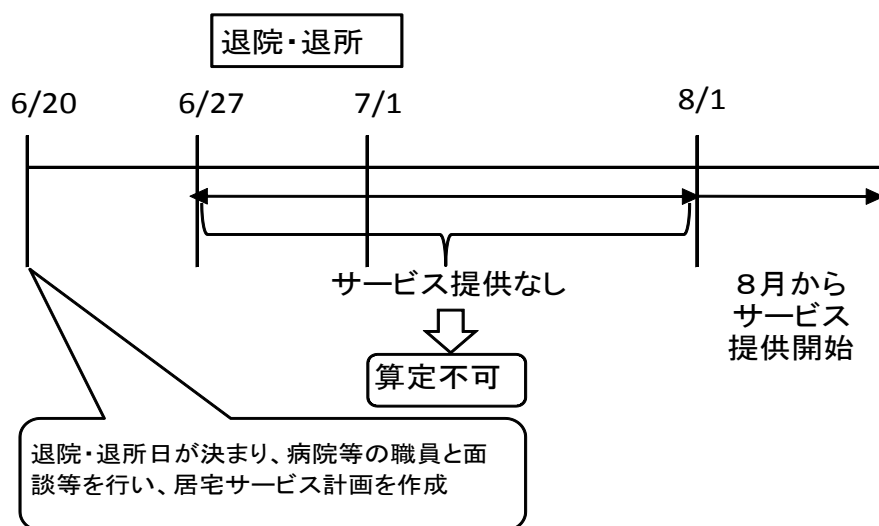 退院・退所
6/20
6/27
7/1
8/1
サービス提供なし
８月から
サービス
提供開始
算定不可
退院・退所日が決まり、病院等の職員と面
談等を行い、居宅サービス計画を作成